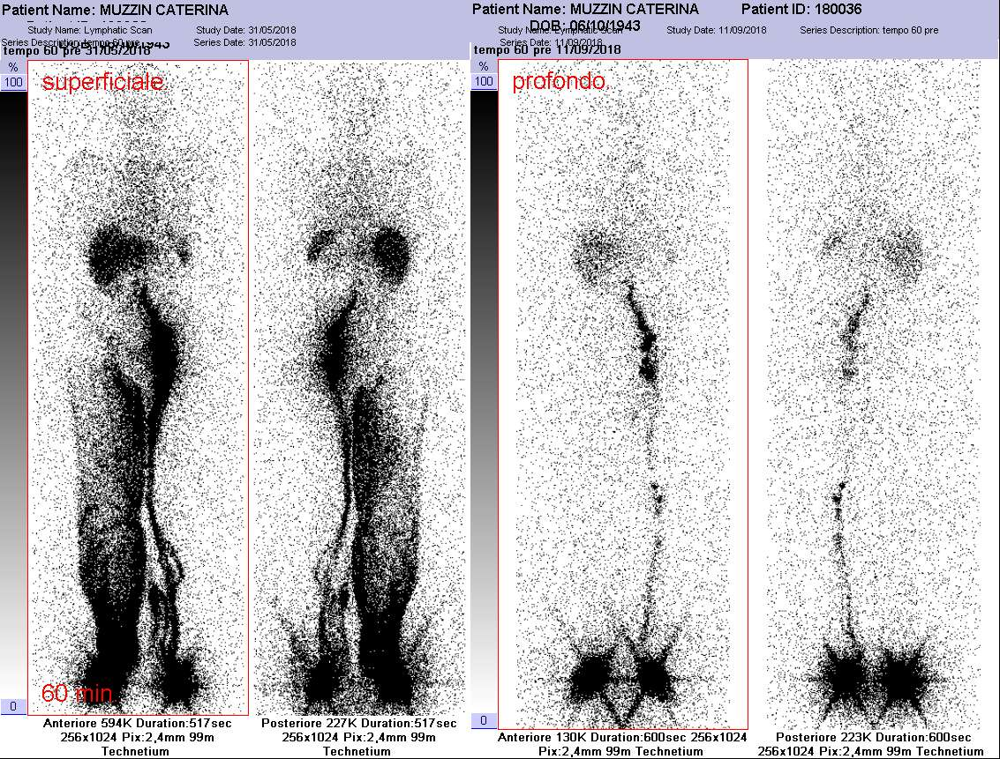 Patient Name: MUZZIN CATERINA
Study Name: Lymphatic Scan Study Date: 31/05/2018
Series Description: tempo 60 pre Series Date: 31/05/2018
tempo 60 pre 31/05/2018
%
100
superficiale
60 min
0
Anteriore 594K Duration:517sec
256x1024 Pix:2,4mm 99m
Technetium
Posteriore 227K Duration:517sec
256x1024 Pix:2,4mm 99m
Technetium
Patient Name: MUZZIN CATERINA Patient ID: 180036
DOB: 06/10/1943
Study Name: Lymphatic Scan Study Date: 11/09/2018 Series Description: tempo 60 pre
Series Date: 11/09/2018
tempo 60 pre 11/09/2018
%
100
profondo
0
Anteriore 130K Duration:600sec 256x1024
Pix:2,4mm 99m Technetium
Posteriore 223K Duration:600sec
256x1024 Pix:2,4mm 99m Technetium